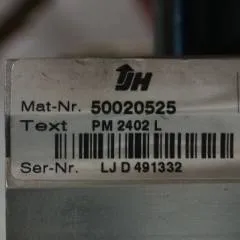 JH
Mat-Nr. 50020525
Text PM 2402 L
Ser-Nr. LJ D 491332